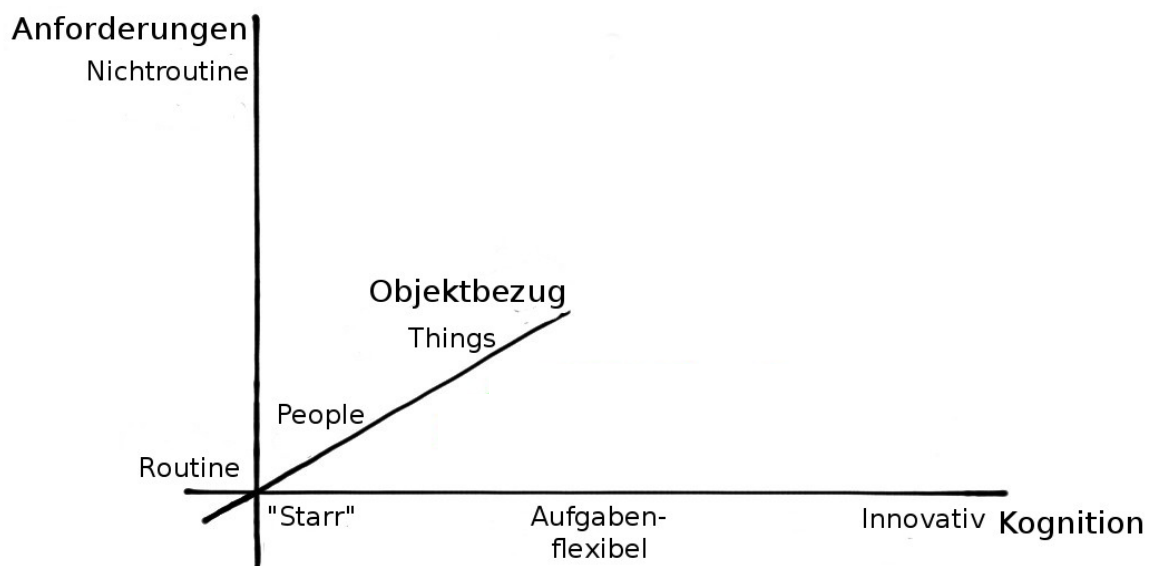 Anforderungen
Nichtroutine
Objektbezug
Things
People
Routine
"Starr"
Aufgaben-
flexibel
Innovativ
Kognition